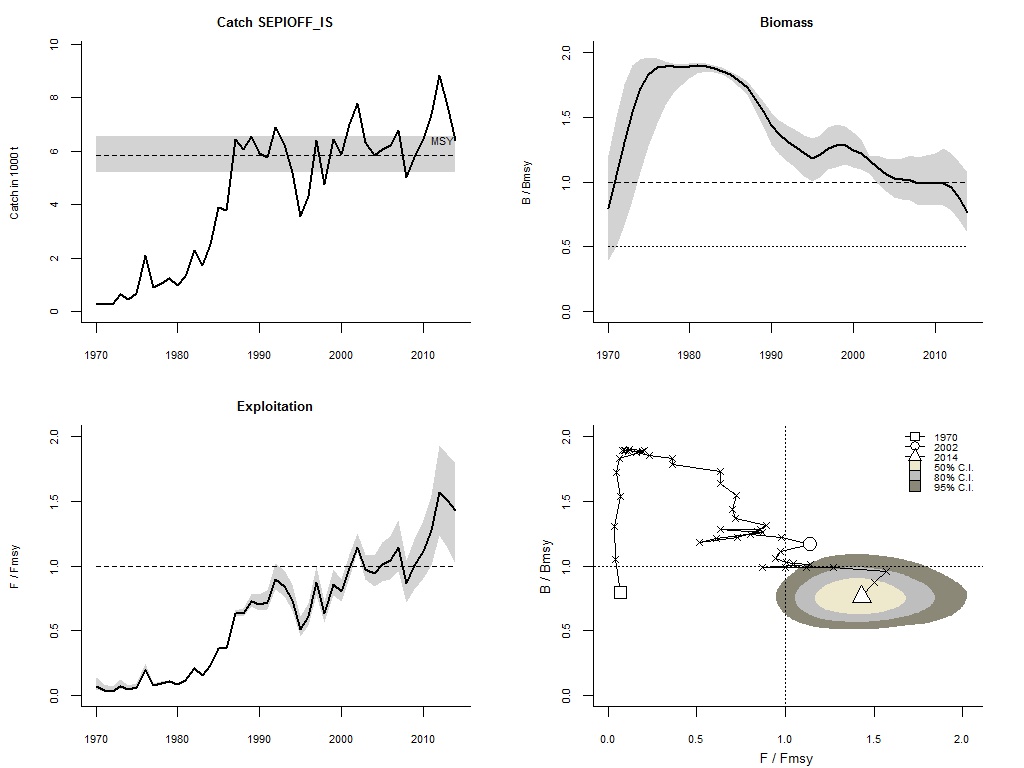 Catch SEPIOFF_IS
Catch in 1000 t
10
8
6
4
2
0
MSY
1970 1980 1990 2000 2010
Biomass
B / Bmsy
2.0
1.5
1.0
0.5
0.0
1970 1980 1990 2000 2010
Exploitation
F / Fmsy
2.0
1.5
1.0
0.5
0.0
1970 1980 1990 2000 2010
B / Bmsy
2.0
1.5
1.0
0.5
0.0
1970
2002
2014
50% C.I.
80% C.I.
95% C.I.
0.0 0.5 1.0 1.5 2.0
F / Fmsy